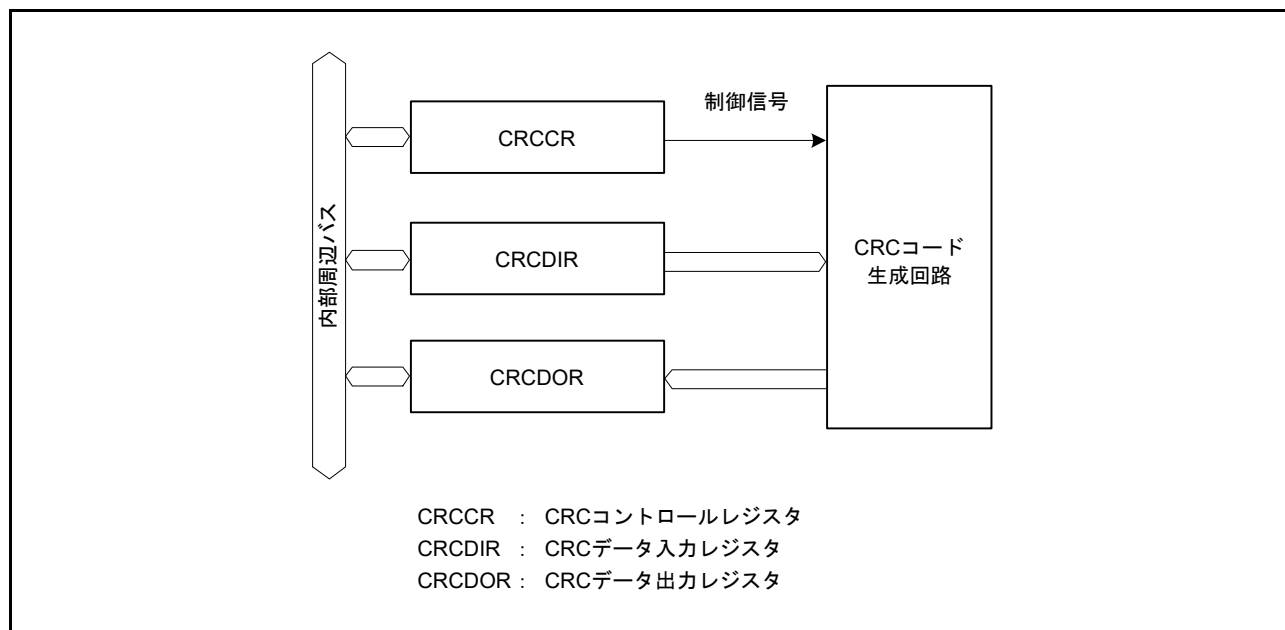 制御信号
CRCCR
CRCDIR
CRCDOR
内部周辺バス
CRCコード
生成回路
CRCCR : CRCコントロールレジスタ
CRCDIR : CRCデータ入力レジスタ
CRCDOR : CRCデータ出力レジスタ